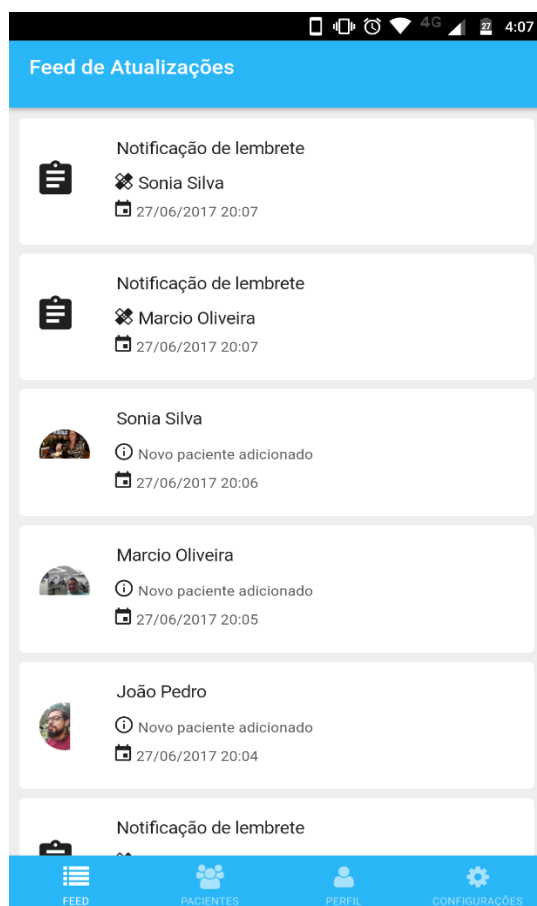 4G 27 4:07
Feed de Atualizações
Notificação de lembrete
Sonia Silva
27/06/2017 20:07
Notificação de lembrete
Marcio Oliveira
27/06/2017 20:07
Sonia Silva
Novo paciente adicionado
27/06/2017 20:06
Marcio Oliveira
Novo paciente adicionado
27/06/2017 20:05
João Pedro
Novo paciente adicionado
27/06/2017 20:04
Notificação de lembrete
FEED PACIENTES PERFIL CONFIGURAÇÕES